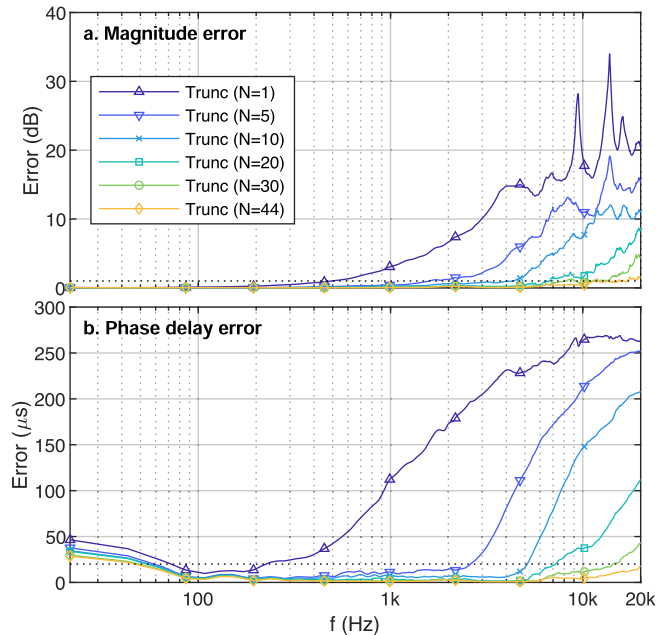 a. Magnitude error
40
30
20
10
0
Error (dB)
Trunc (N=1)
Trunc (N=5)
Trunc (N=10)
Trunc (N=20)
Trunc (N=30)
Trunc (N=44)
b. Phase delay error
300
250
200
150
100
50
0
Error (μs)
100
1k
10k
20k
f (Hz)